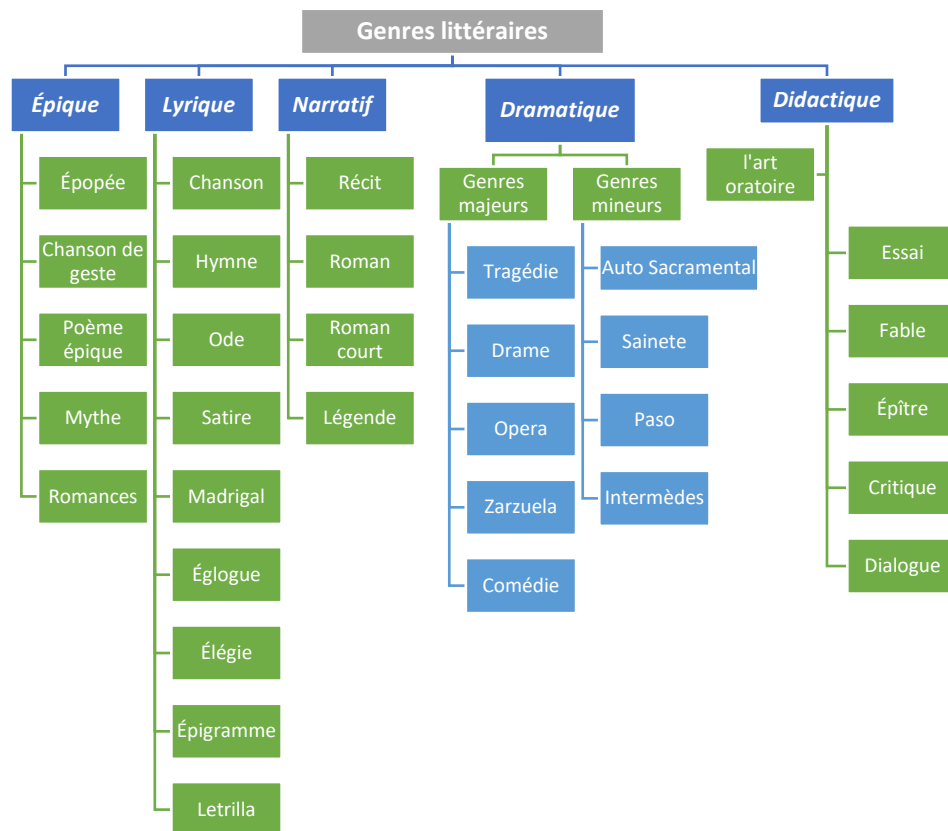 Genres littéraires
Épique
Épopée
Chanson de
geste
Poème
épique
Mythe
Romances
Lyrique
Chanson
Hymne
Ode
Satire
Madrigal
Églogue
Élégie
Épigramme
Letrilla
Narratif
Récit
Roman
Roman
court
Légende
Dramatique
Genres
majeurs
Tragédie
Drame
Opera
Zarzuela
Comédie
Genres
mineurs
Auto Sacramental
Sainete
Paso
Intermèdes
Didactique
l'art
oratoire
Essai
Fable
Épître
Critique
Dialogue